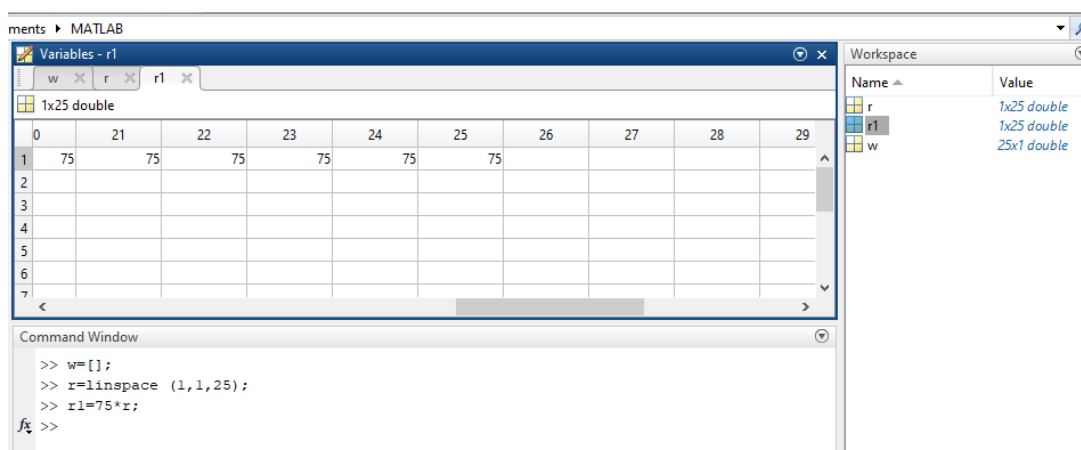 ments ▸ MATLAB
Variables - r1
w r r1
1x25 double
0 21 22 23 24 25 26 27 28 29
1 75 75 75 75 75 75
2
3
4
5
6
7
Command Window
>> w=[];
>> r=linspace (1,1,25);
>> r1=75*r;
fx >>
Workspace
Name Value
r 1x25 double
r1 1x25 double
w 25x1 double